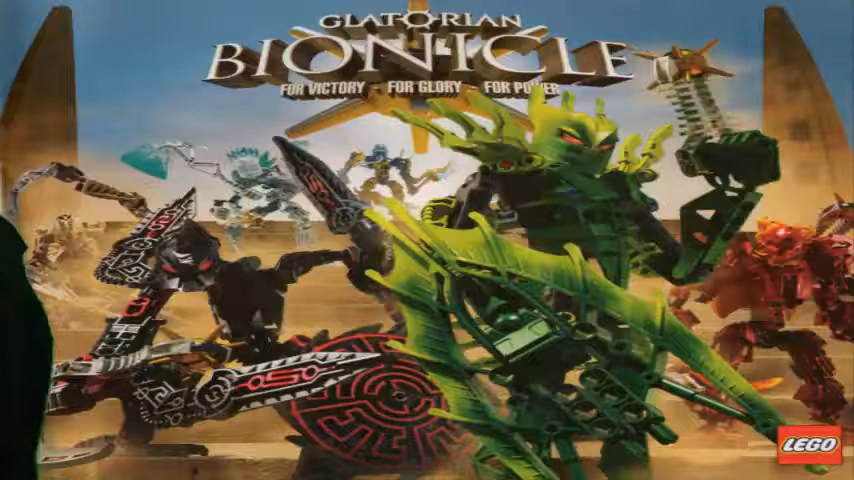 GLATORIAN
BIONICLE
FOR VICTORY - FOR GLORY - FOR POWER
LEGO